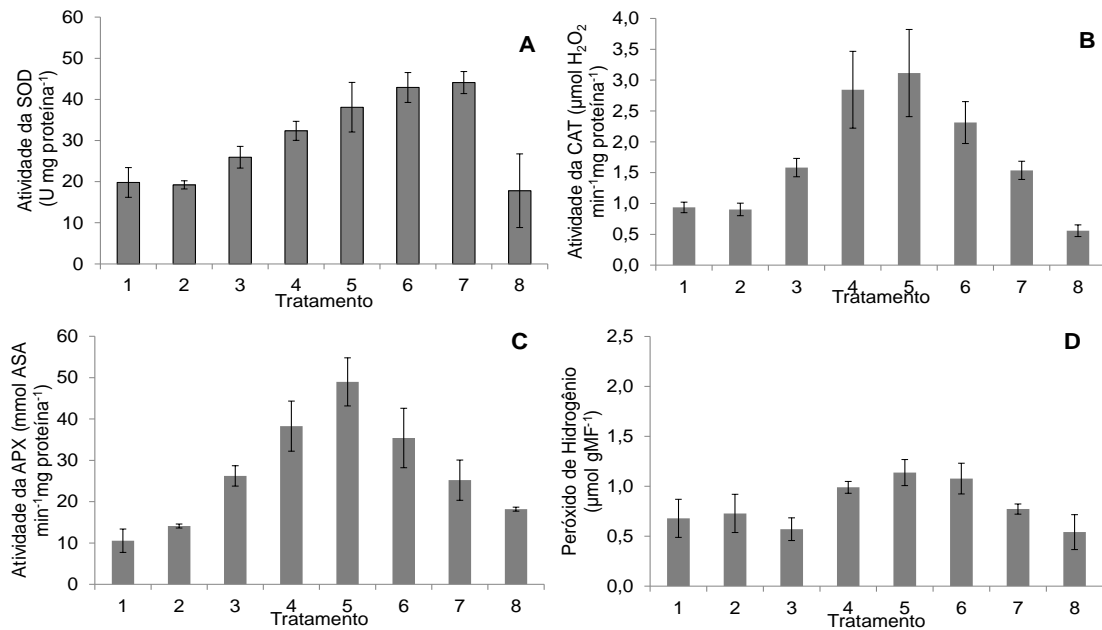 A
Atividade da SOD
(U mg proteína⁻¹)
60
50
40
30
20
10
0
1 2 3 4 5 6 7 8
Tratamento
B
Atividade da CAT (µmol H₂O₂
min⁻¹mg proteína⁻¹)
4,0
3,5
3,0
2,5
2,0
1,5
1,0
0,5
0,0
1 2 3 4 5 6 7 8
Tratamento
C
Atividade da APX (mmol ASA
min⁻¹mg proteína⁻¹)
60
50
40
30
20
10
0
1 2 3 4 5 6 7 8
Tratamento
D
Peróxido de Hidrogênio
(µmol gMF⁻¹)
2,5
2,0
1,5
1,0
0,5
0,0
1 2 3 4 5 6 7 8
Tratamento